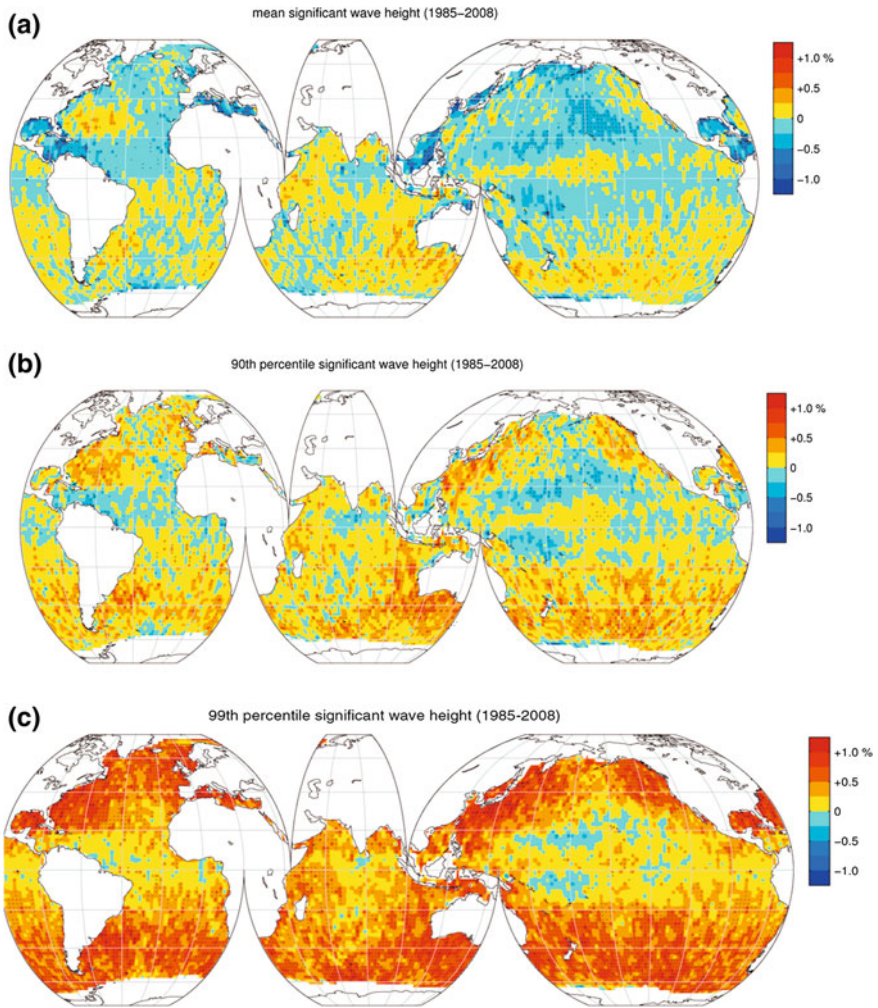 (a)
mean significant wave height (1985−2008)
+1.0 %
+0.5
0
−0.5
−1.0
(b)
90th percentile significant wave height (1985−2008)
+1.0 %
+0.5
0
−0.5
−1.0
(c)
99th percentile significant wave height (1985-2008)
+1.0 %
+0.5
0
−0.5
−1.0